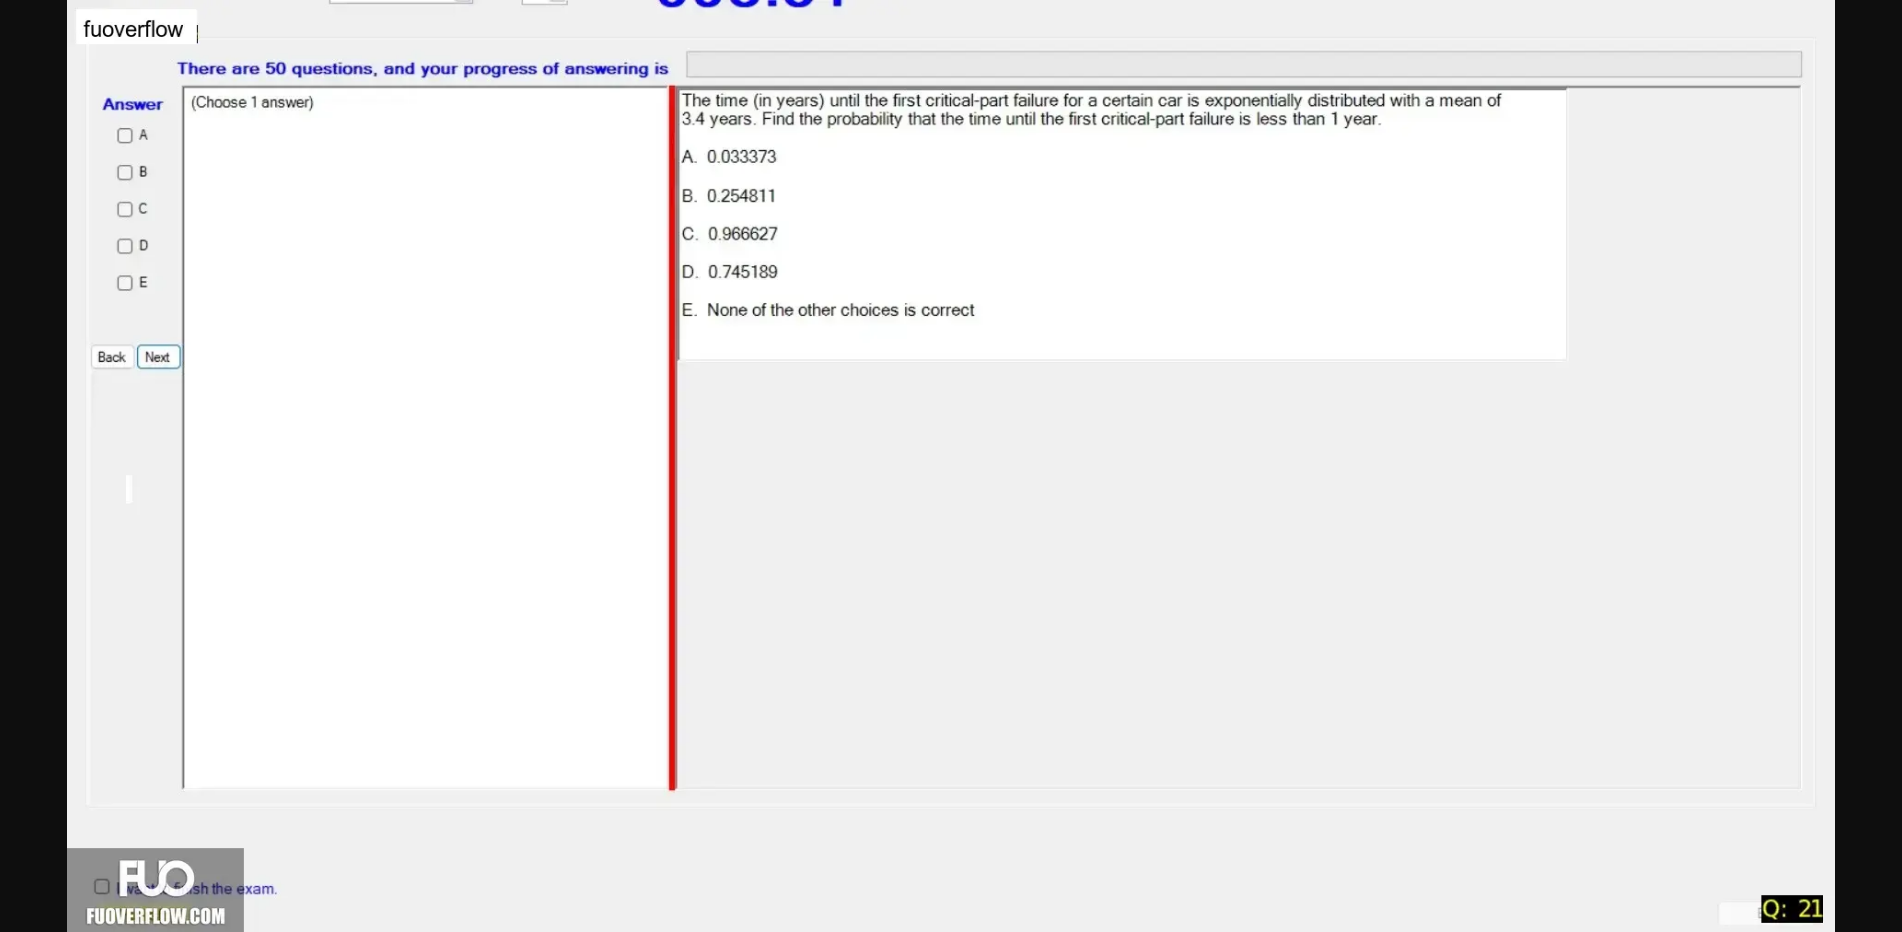 fuoverflow
There are 50 questions, and your progress of answering is
Answer
(Choose 1 answer)
A
B
C
D
E
Back Next
The time (in years) until the first critical-part failure for a certain car is exponentially distributed with a mean of
3.4 years. Find the probability that the time until the first critical-part failure is less than 1 year.
A. 0.033373
B. 0.254811
C. 0.966627
D. 0.745189
E. None of the other choices is correct
FUO
the exam.
FUOVERFLOW.COM
Q: 21